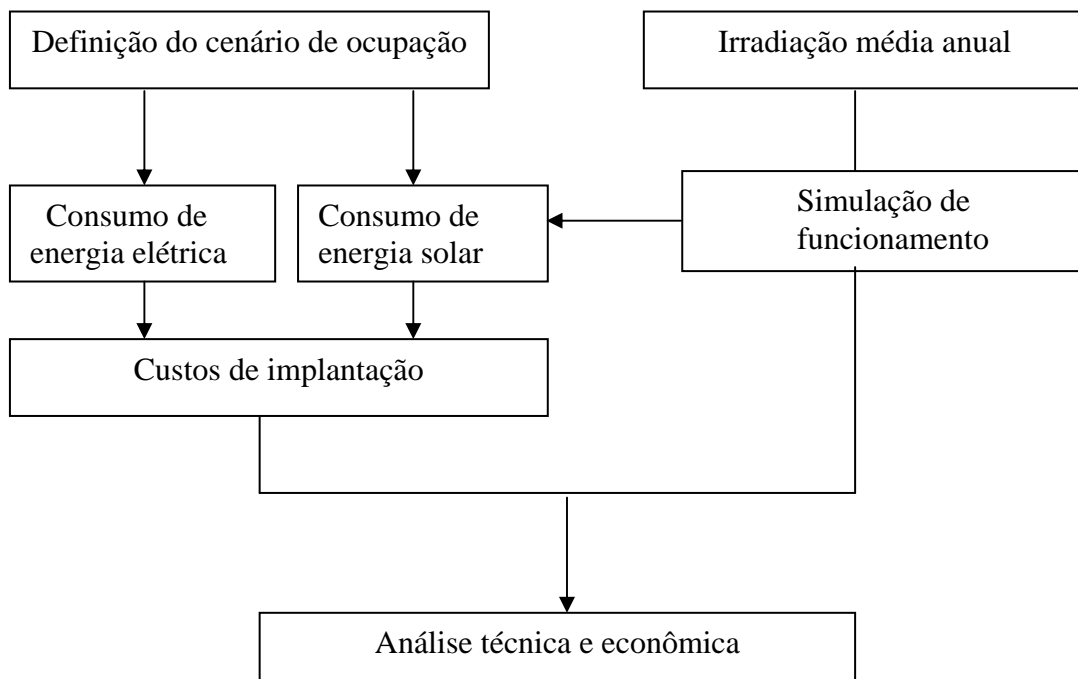 Definição do cenário de ocupação
Irradiação média anual
Consumo de
energia elétrica
Consumo de
energia solar
Simulação de
funcionamento
Custos de implantação
Análise técnica e econômica